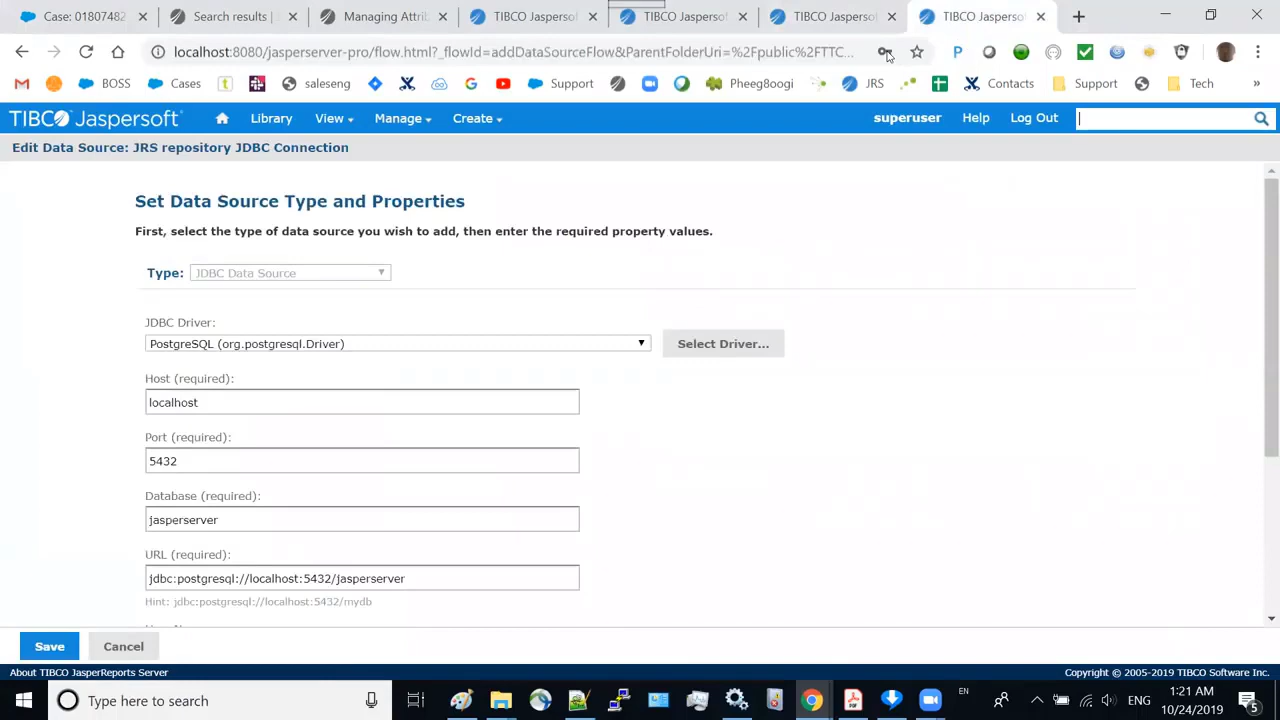 Case: 01807482
Search results |
Managing Attrib
TIBCO Jaspersof
TIBCO Jaspersof
TIBCO Jaspersof
TIBCO Jaspersof
localhost:8080/jasperserver-pro/flow.html?_flowId=addDataSourceFlow&ParentFolderUri=%2Fpublic%2FTTC...
BOSS
Cases
saleseng
Support
Pheeg8oogi
JRS
Contacts
Support
Tech
»
TIBCO Jaspersoft
Library
View
Manage
Create
superuser
Help
Log Out
Edit Data Source: JRS repository JDBC Connection
Set Data Source Type and Properties
First, select the type of data source you wish to add, then enter the required property values.
Type: JDBC Data Source
JDBC Driver:
PostgreSQL (org.postgresql.Driver)
Select Driver...
Host (required):
localhost
Port (required):
5432
Database (required):
jasperserver
URL (required):
jdbc:postgresql://localhost:5432/jasperserver
Hint: jdbc:postgresql://localhost:5432/mydb
Save
Cancel
About TIBCO JasperReports Server
Copyright © 2005-2019 TIBCO Software Inc.
Type here to search
EN
ENG
1:21 AM
10/24/2019
5